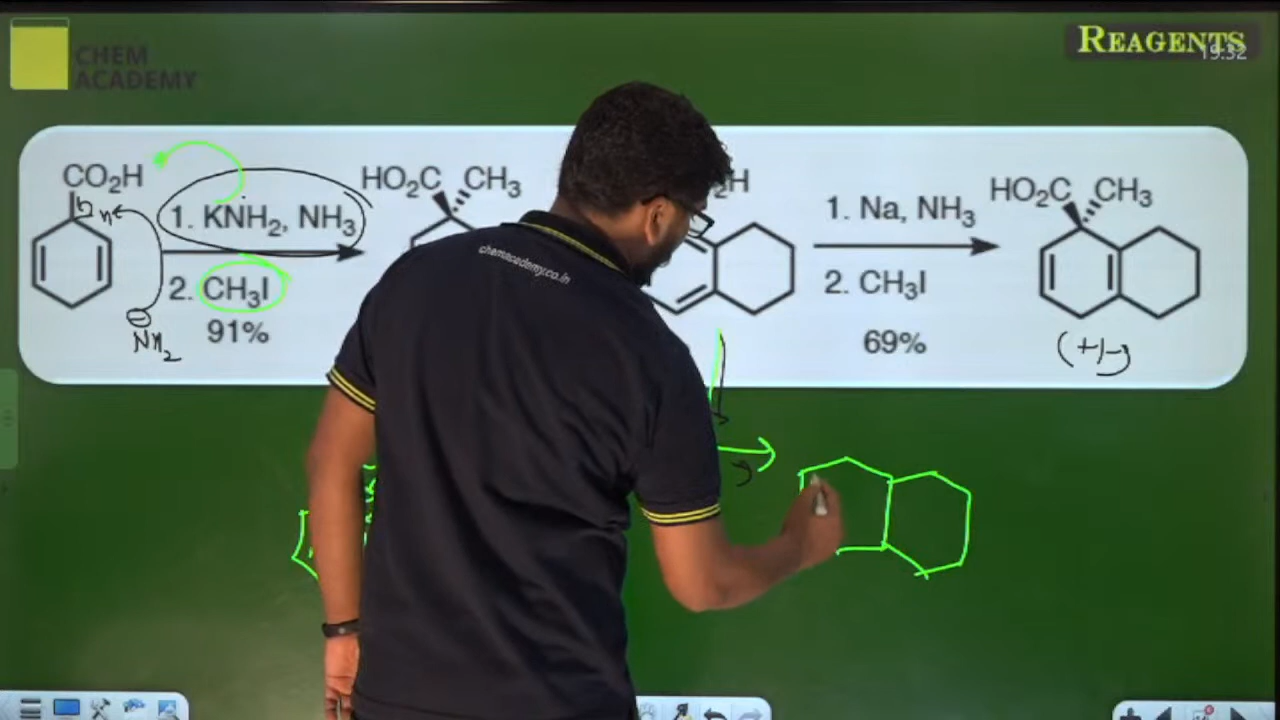 REAGENTS
19:32
CHEM
ACADEMY
CO2H
1. KNH2, NH3
2. CH3I
91%
HO2C CH3
2H
1. Na, NH3
2. CH3I
69%
HO2C CH3
(+/-)
chemacademy.co.in